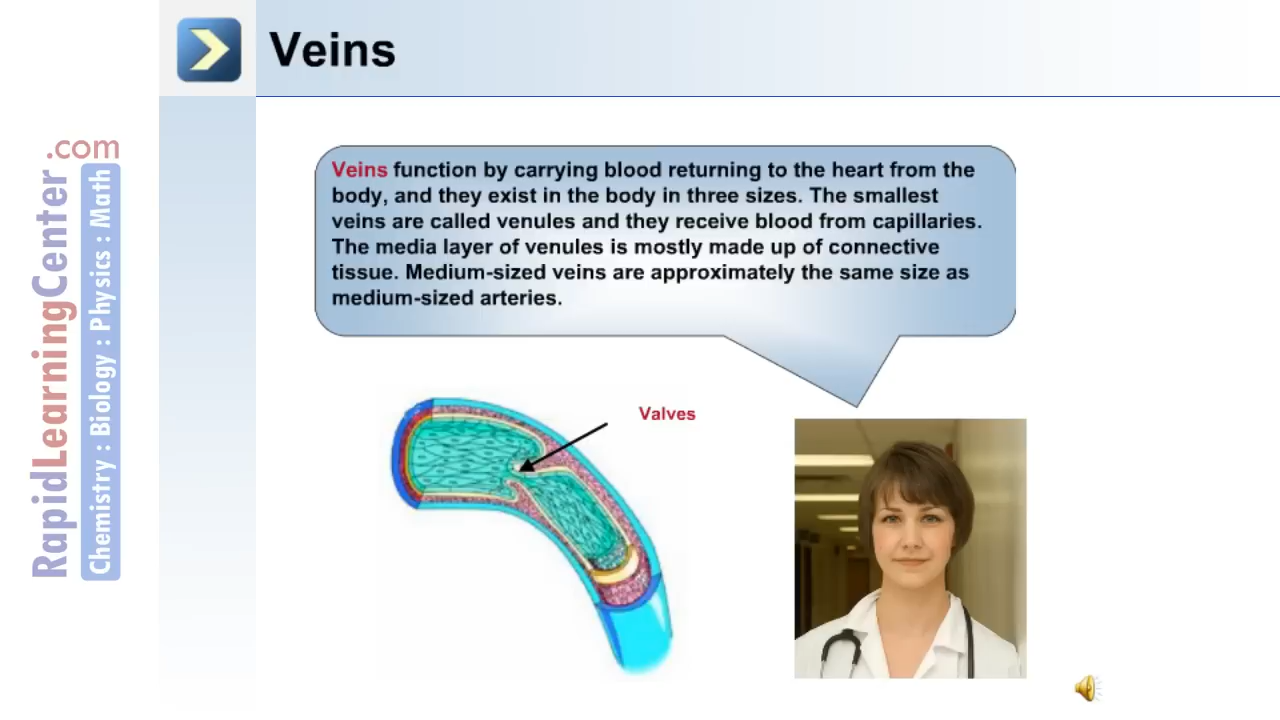 Veins
Veins function by carrying blood returning to the heart from the
body, and they exist in the body in three sizes. The smallest
veins are called venules and they receive blood from capillaries.
The media layer of venules is mostly made up of connective
tissue. Medium-sized veins are approximately the same size as
medium-sized arteries.
Valves
RapidLearningCenter.com
Chemistry : Biology : Physics : Math